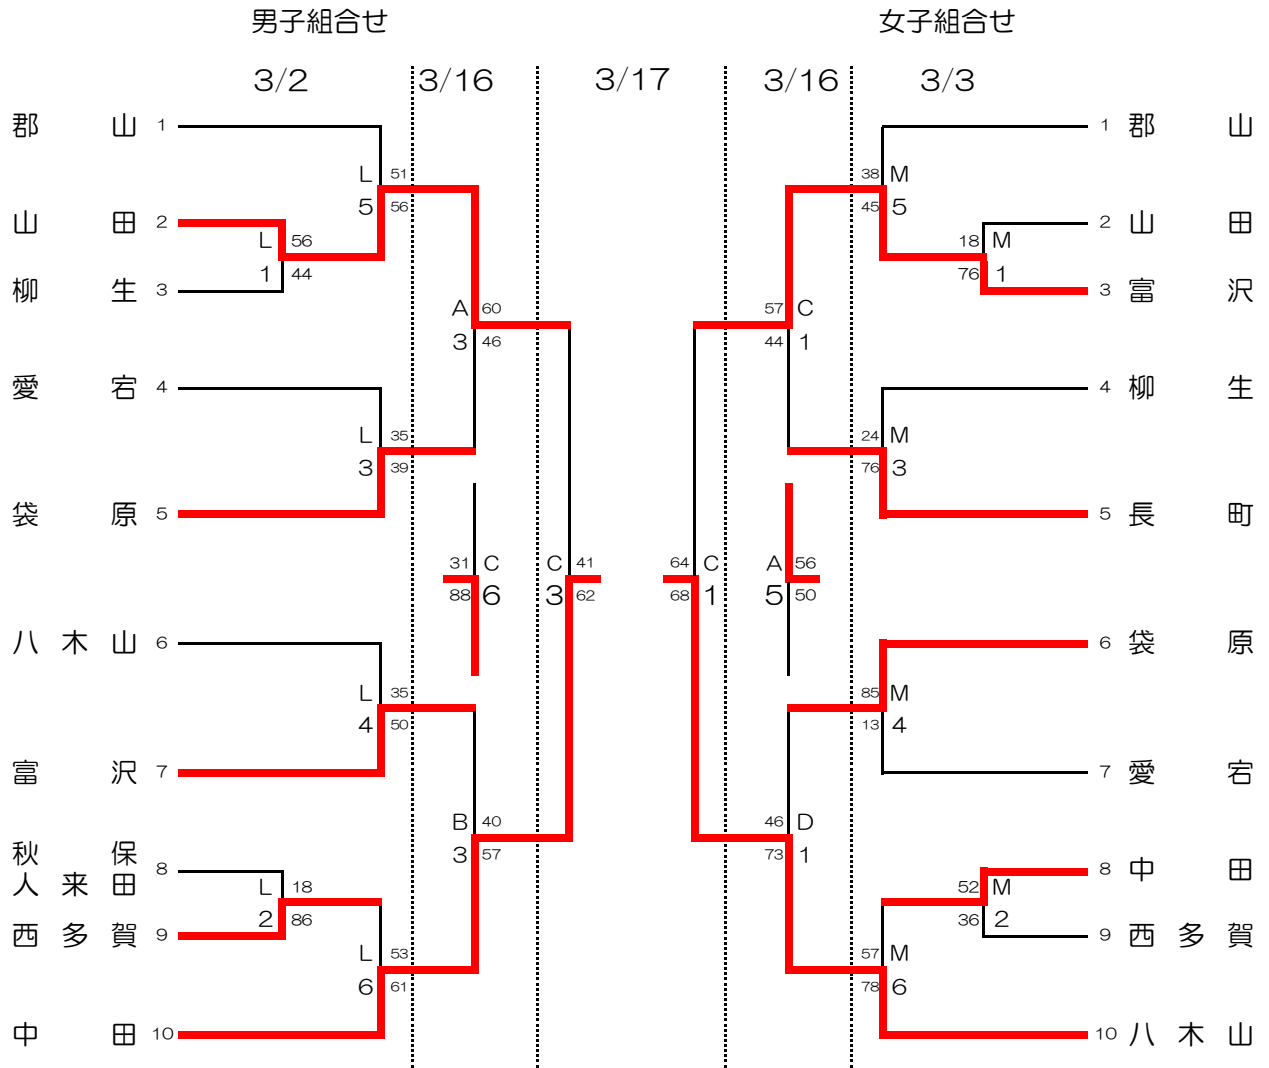 男子組合せ 女子組合せ
3/2 3/16 3/17 3/16 3/3
郡山 1 1 郡山
L 51 38 M
5 56 45 5
山田 2 2 山田
L 56 18 M
1 44 76 1
柳生 3 3 富沢
A 60 57 C
3 46 44 1
愛宕 4 4 柳生
L 35 24 M
3 39 76 3
袋原 5 5 長町
31 C C 41 64 C A 56
88 6 3 62 68 1 5 50
八木山 6 6 袋原
L 35 85 M
4 50 13 4
富沢 7 7 愛宕
B 40 46 D
3 57 73 1
秋保
8 8 中田
人来田 L 18 52 M
2 86 36 2
西多賀 9 9 西多賀
L 53 57 M
6 61 78 6
中田 10 10 八木山